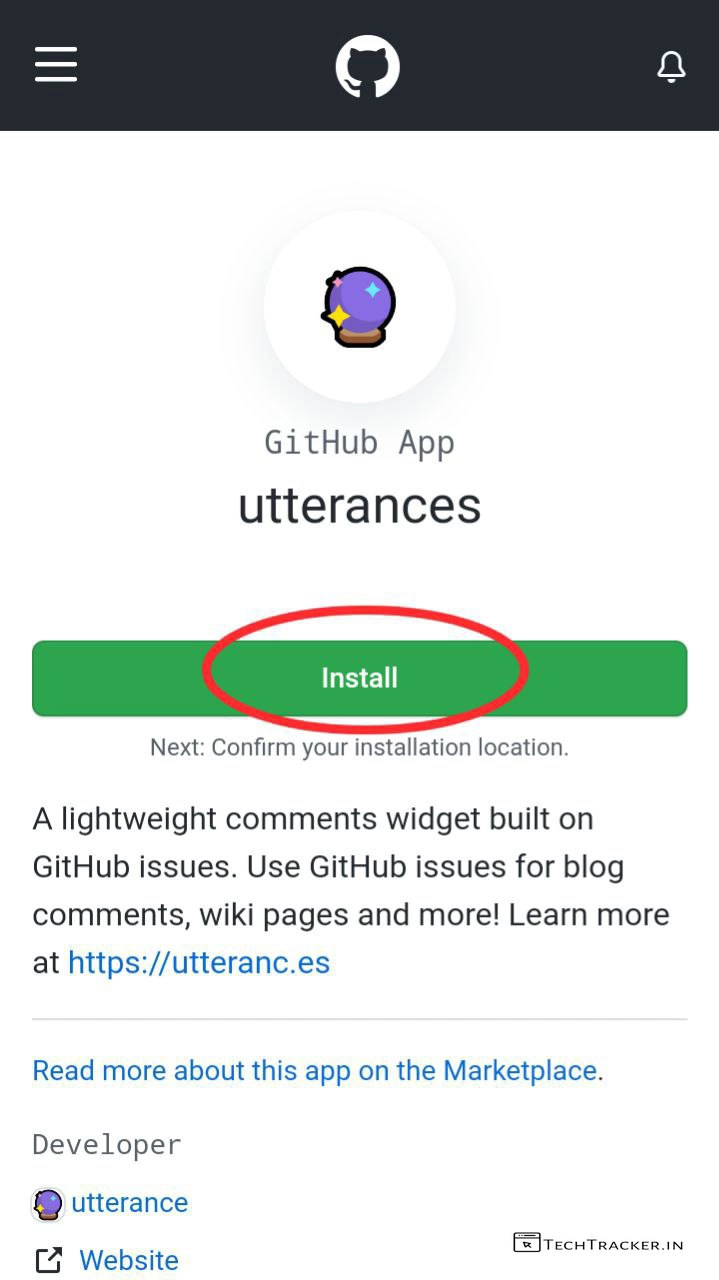 GitHub App
utterances
Install
Next: Confirm your installation location.
A lightweight comments widget built on
GitHub issues. Use GitHub issues for blog
comments, wiki pages and more! Learn more
at https://utteranc.es
Read more about this app on the Marketplace.
Developer
utterance
Website
TECHTRACKER.IN